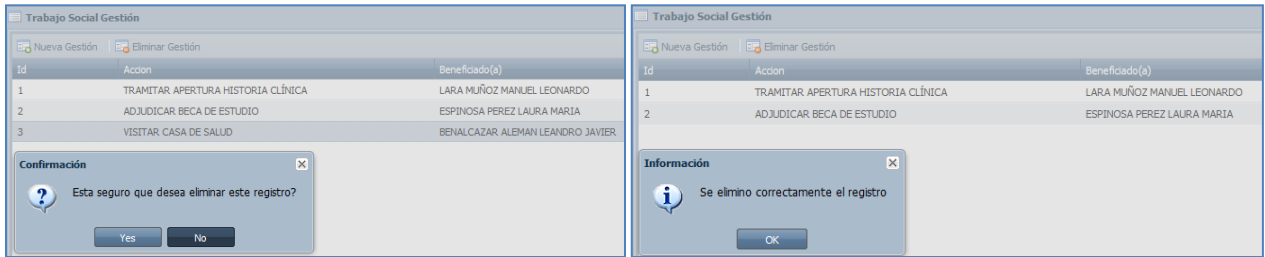 Trabajo Social Gestión
Nueva Gestión Eliminar Gestión
Id Accion Beneficiado(a)
1 TRAMITAR APERTURA HISTORIA CLÍNICA LARA MUÑOZ MANUEL LEONARDO
2 ADJUDICAR BECA DE ESTUDIO ESPINOSA PEREZ LAURA MARIA
3 VISITAR CASA DE SALUD BENALCAZAR ALEMAN LEANDRO JAVIER
Confirmación
Esta seguro que desea eliminar este registro?
Yes No
Trabajo Social Gestión
Nueva Gestión Eliminar Gestión
Id Accion Beneficiado(a)
1 TRAMITAR APERTURA HISTORIA CLÍNICA LARA MUÑOZ MANUEL LEONARDO
2 ADJUDICAR BECA DE ESTUDIO ESPINOSA PEREZ LAURA MARIA
Información
Se elimino correctamente el registro
OK